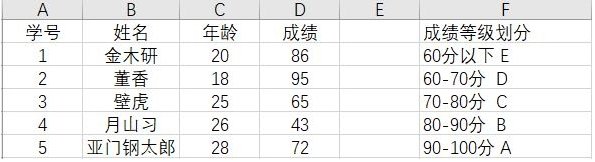 A B C D E F
学号 姓名 年龄 成绩 成绩等级划分
1 金木研 20 86 60分以下 E
2 董香 18 95 60-70分 D
3 壁虎 25 65 70-80分 C
4 月山习 26 43 80-90分 B
5 亚门钢太郎 28 72 90-100分 A